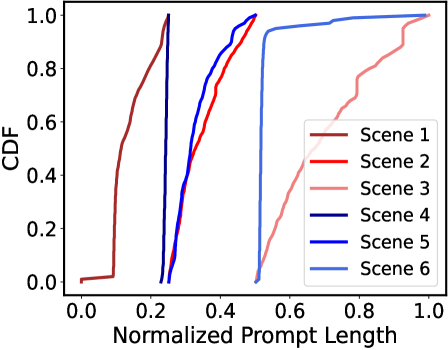 1.0
0.8
0.6
0.4
0.2
0.0
CDF
Scene 1
Scene 2
Scene 3
Scene 4
Scene 5
Scene 6
0.0 0.2 0.4 0.6 0.8 1.0
Normalized Prompt Length